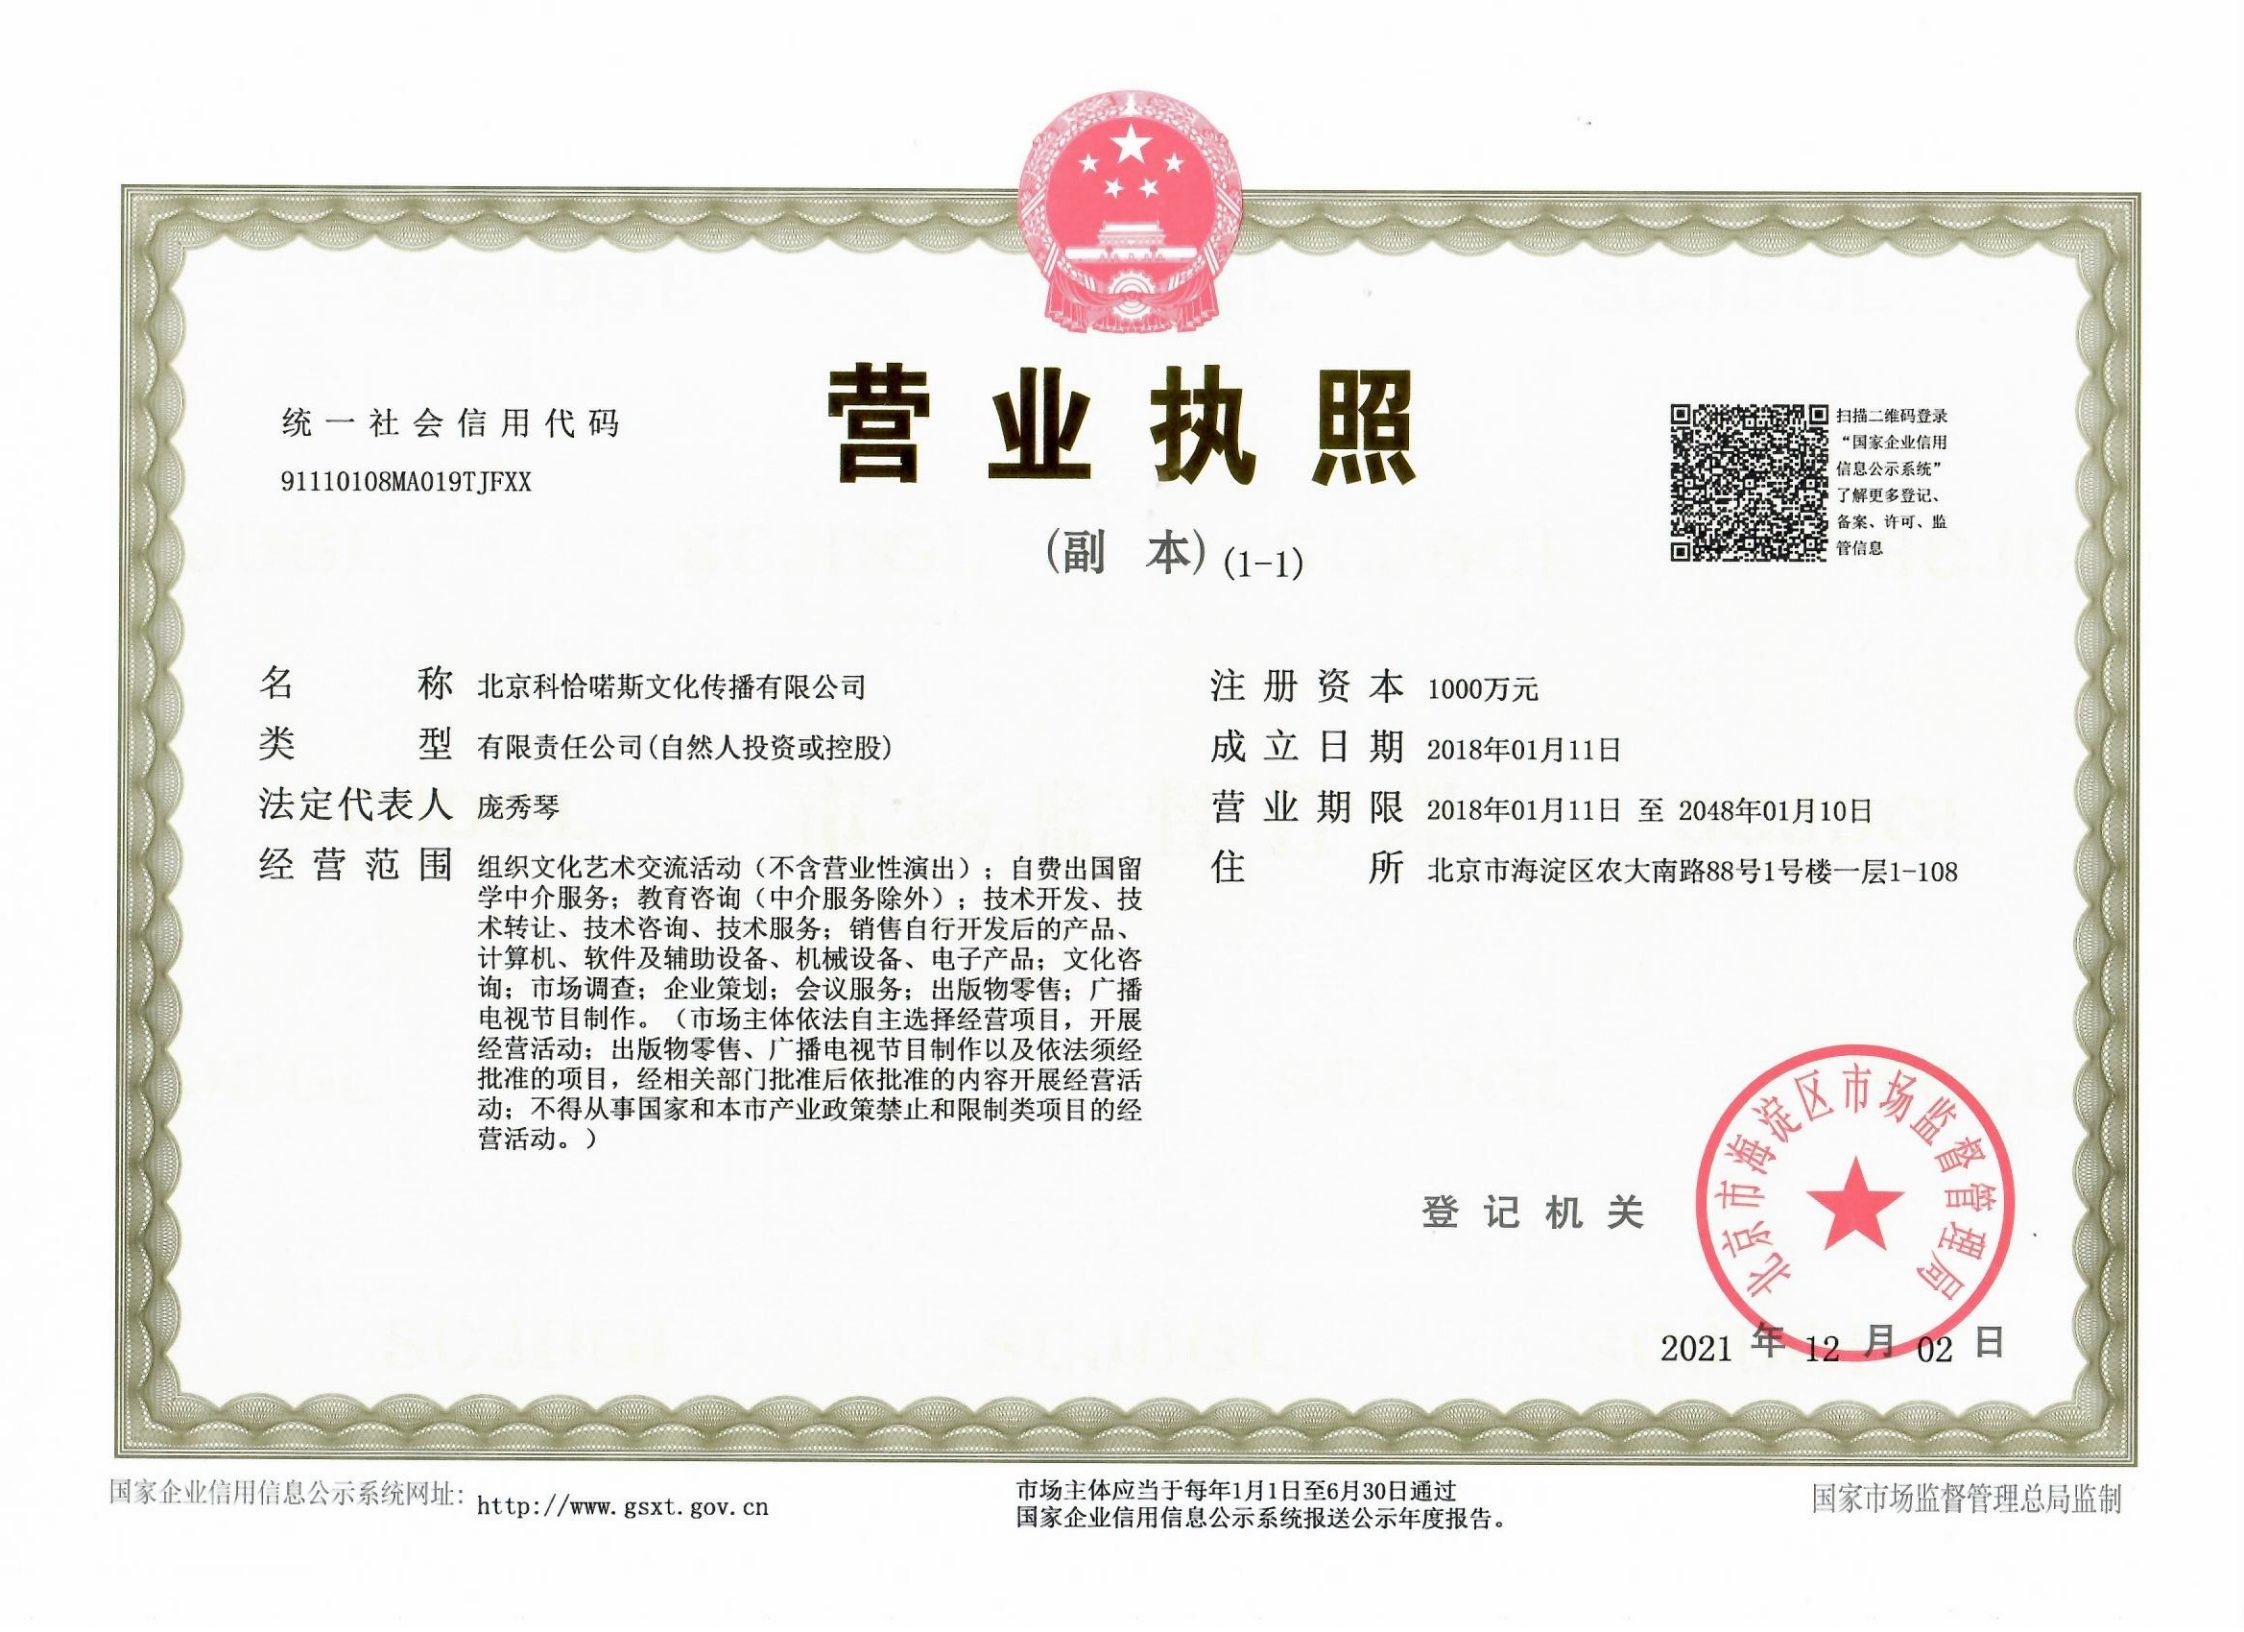 营业执照
(副 本) (1-1)
统一社会信用代码
91110108MA019TJFXX
扫描二维码登录
“国家企业信用
信息公示系统”
了解更多登记、
备案、许可、监
管信息
名 称 北京科恰喏斯文化传播有限公司
类 型 有限责任公司(自然人投资或控股)
法定代表人 庞秀琴
经营范围 组织文化艺术交流活动（不含营业性演出）；自费出国留
学中介服务；教育咨询（中介服务除外）；技术开发、技
术转让、技术咨询、技术服务；销售自行开发后的产品、
计算机、软件及辅助设备、机械设备、电子产品；文化咨
询；市场调查；企业策划；会议服务；出版物零售；广播
电视节目制作。（市场主体依法自主选择经营项目，开展
经营活动；出版物零售、广播电视节目制作以及依法须经
批准的项目，经相关部门批准后依批准的内容开展经营活
动；不得从事国家和本市产业政策禁止和限制类项目的经
营活动。）
注册资本 1000万元
成立日期 2018年01月11日
营业期限 2018年01月11日 至 2048年01月10日
住 所 北京市海淀区农大南路88号1号楼一层1-108
登记机关
北京市海淀区市场监督管理局
2021 年 12 月 02 日
国家企业信用信息公示系统网址：http://www.gsxt.gov.cn
市场主体应当于每年1月1日至6月30日通过
国家企业信用信息公示系统报送公示年度报告。
国家市场监督管理总局监制